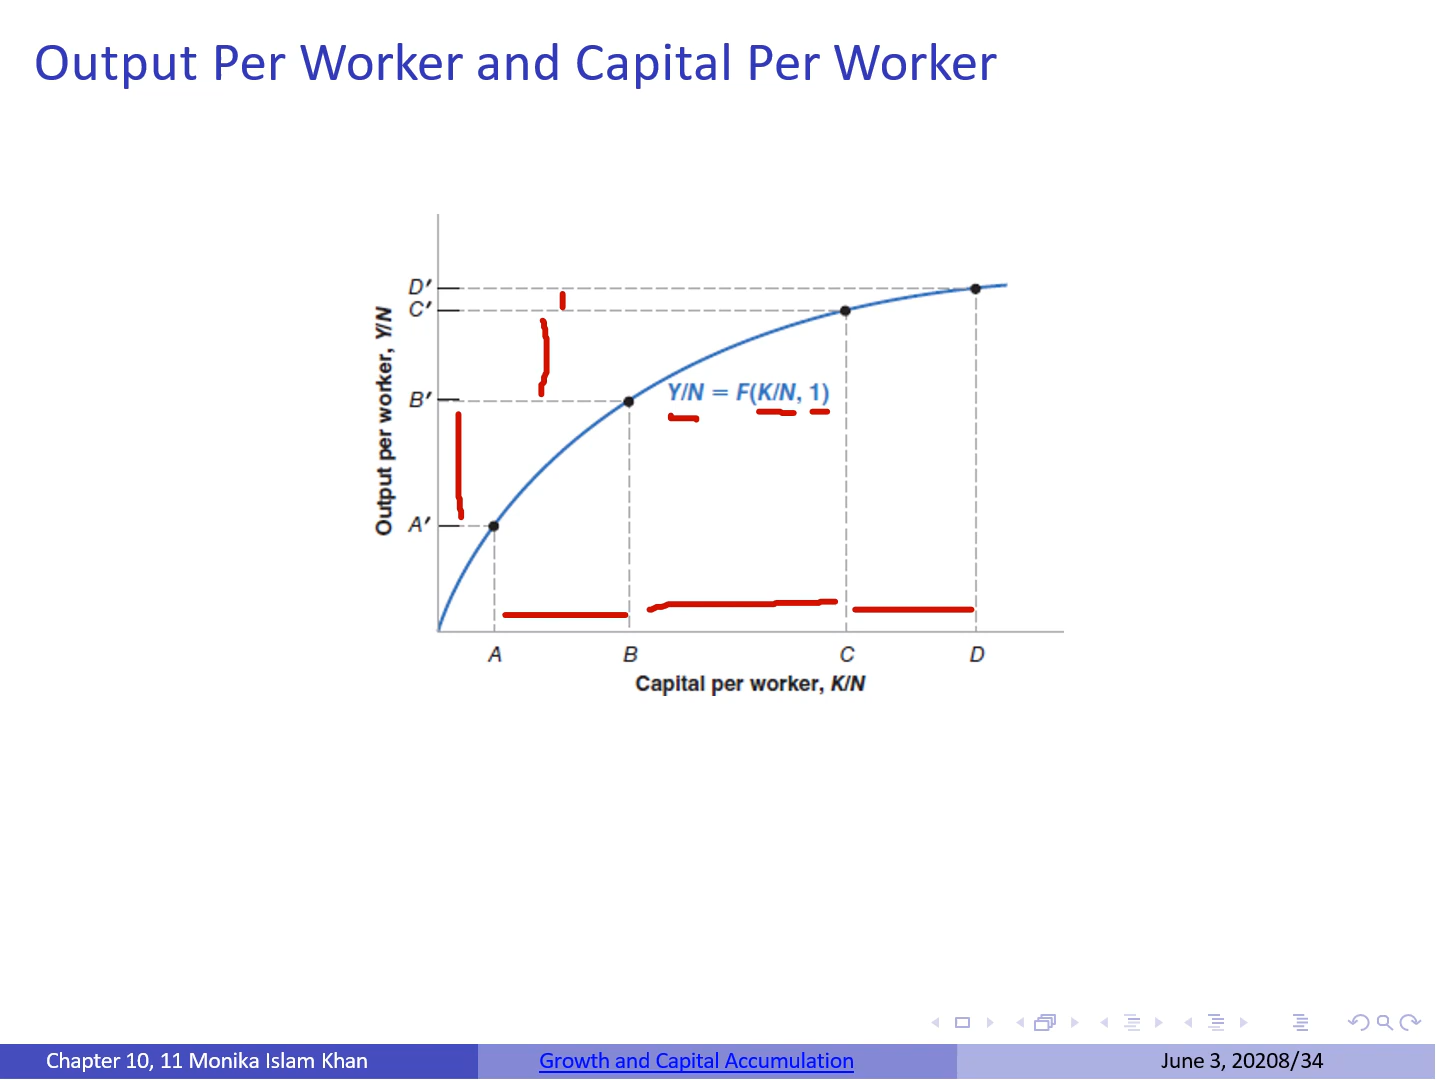 Output Per Worker and Capital Per Worker
D′
C′
B′
A′
Output per worker, Y/N
Y/N = F(K/N, 1)
A B C D
Capital per worker, K/N
Chapter 10, 11 Monika Islam Khan Growth and Capital Accumulation June 3, 20208/34